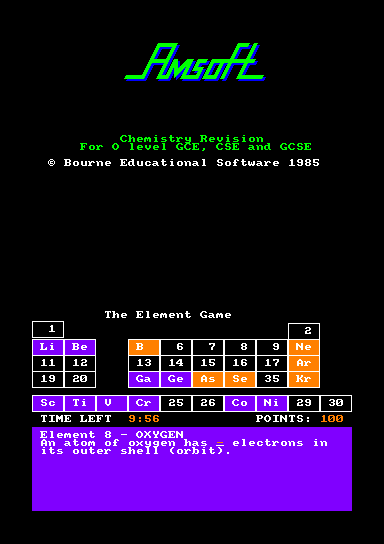 Amsoft
Chemistry Revision
For O level GCE, CSE and GCSE
© Bourne Educational Software 1985
The Element Game
1 2
Li Be B 6 7 8 9 Ne
11 12 13 14 15 16 17 Ar
19 20 Ga Ge As Se 35 Kr
Sc Ti V Cr 25 26 Co Ni 29 30
TIME LEFT 9:56 POINTS: 100
Element 8 - OXYGEN
An atom of oxygen has _ electrons in
its outer shell (orbit).